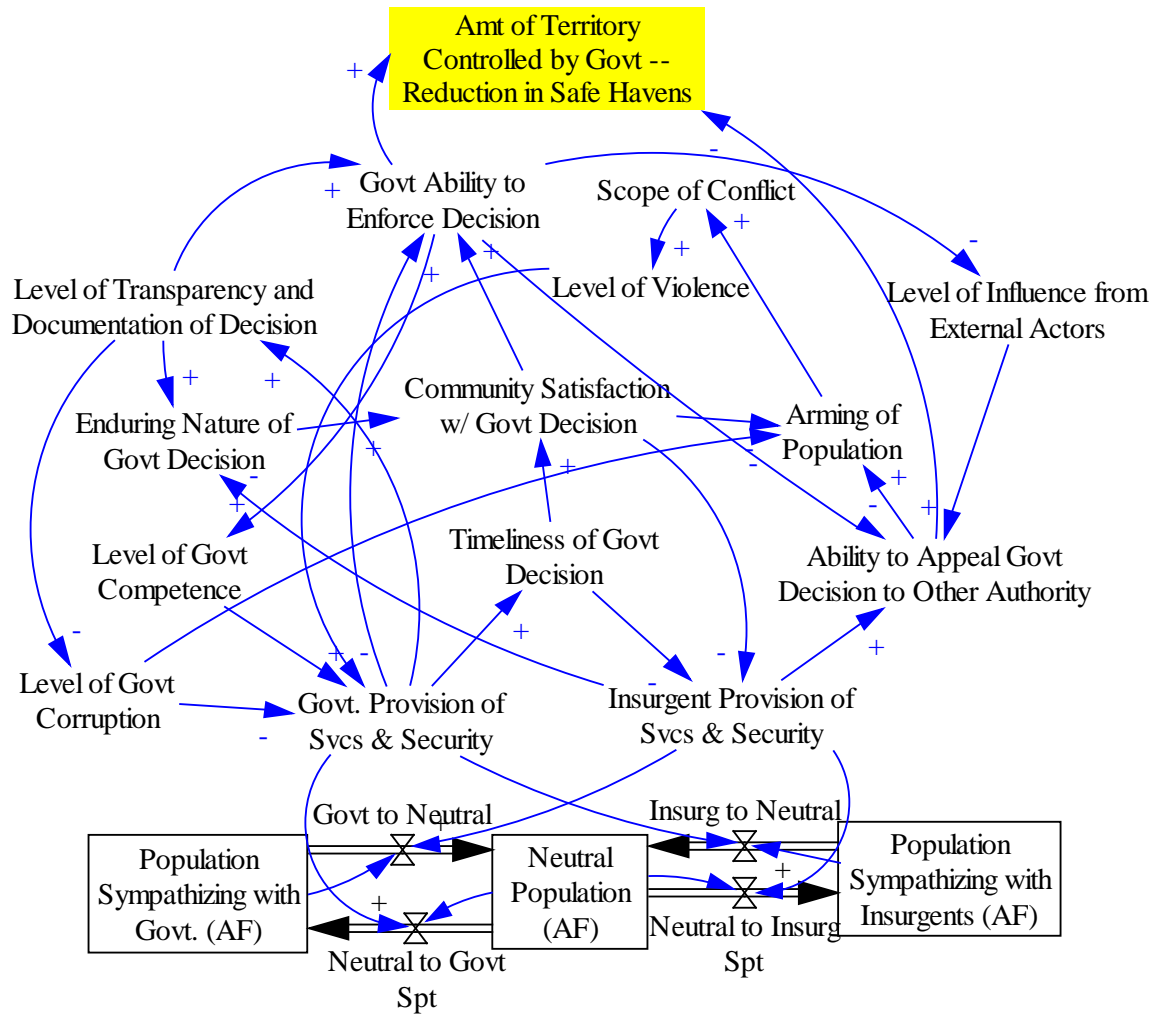 Amt of Territory
Controlled by Govt --
Reduction in Safe Havens
+
-
Govt Ability to
Enforce Decision
+
Scope of Conflict
+
-
+
+
+
Level of Transparency and
Documentation of Decision
Level of Violence
Level of Influence from
External Actors
+
+
Enduring Nature of
Govt Decision
Community Satisfaction
w/ Govt Decision
Arming of
Population
+
-
-
-
+
+
-
+
+
Level of Govt
Competence
Timeliness of Govt
Decision
Ability to Appeal Govt
Decision to Other Authority
-
+
+
-
-
+
-
Level of Govt
Corruption
-
Govt. Provision of
Svcs & Security
Insurgent Provision of
Svcs & Security
Govt to Neutral
+
Insurg to Neutral
+
Population
Sympathizing with
Govt. (AF)
+
Neutral
Population
(AF)
+
Population
Sympathizing with
Insurgents (AF)
Neutral to Govt
Spt
Neutral to Insurg
Spt